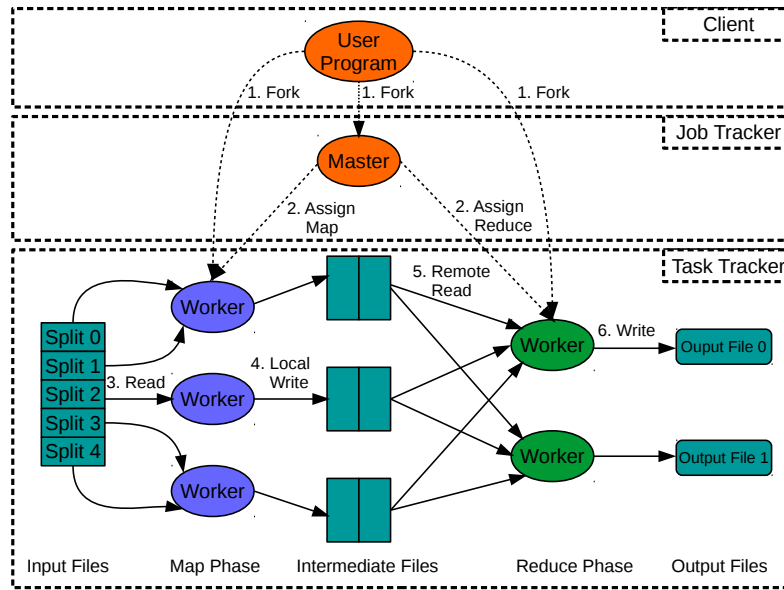 Client
User
Program
1. Fork
1. Fork
1. Fork
Job Tracker
Master
2. Assign
Map
2. Assign
Reduce
Task Tracker
5. Remote
Read
Worker
Split 0
Split 1
Split 2
Split 3
Split 4
3. Read
Worker
4. Local
Write
Worker
Worker
6. Write
Ouput File 0
Worker
Output File 1
Input Files
Map Phase
Intermediate Files
Reduce Phase
Output Files